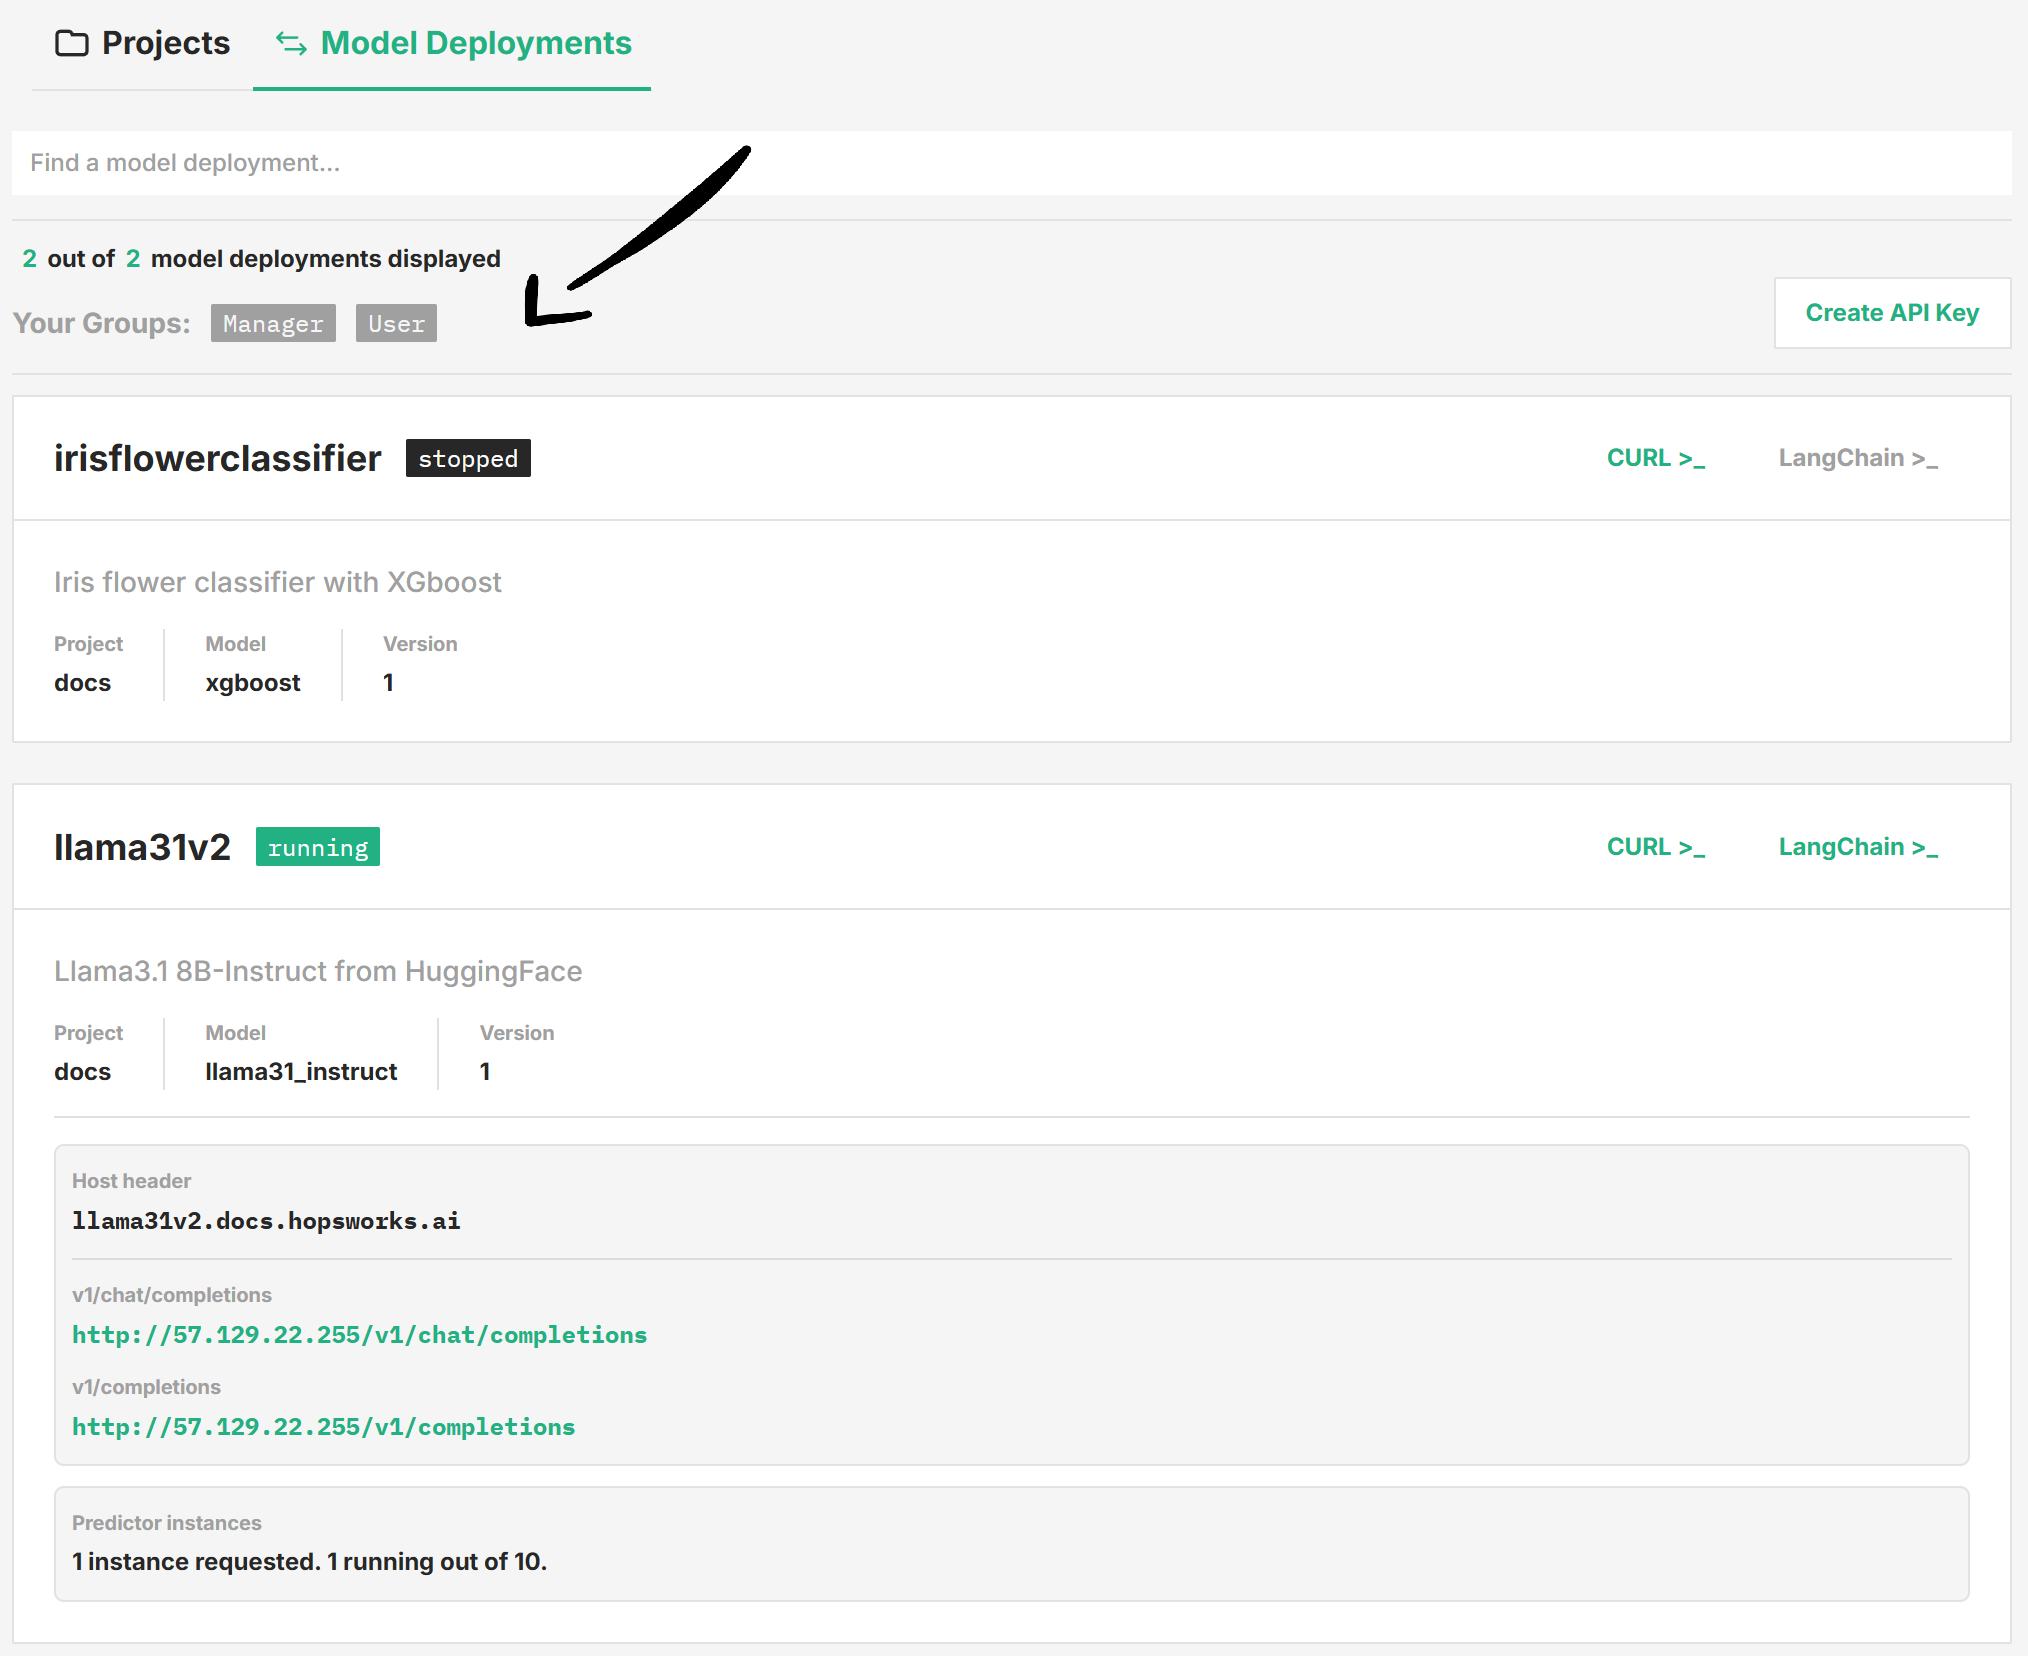 Projects Model Deployments
Find a model deployment...
2 out of 2 model deployments displayed
Your Groups: Manager User
Create API Key
irisflowerclassifier stopped CURL >_ LangChain >_
Iris flower classifier with XGboost
Project Model Version
docs xgboost 1
llama31v2 running CURL >_ LangChain >_
Llama3.1 8B-Instruct from HuggingFace
Project Model Version
docs llama31_instruct 1
Host header
llama31v2.docs.hopsworks.ai
v1/chat/completions
http://57.129.22.255/v1/chat/completions
v1/completions
http://57.129.22.255/v1/completions
Predictor instances
1 instance requested. 1 running out of 10.